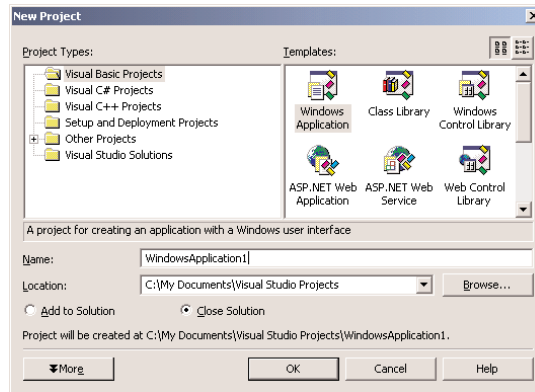 New Project
Project Types:
Templates:
Visual Basic Projects
Visual C# Projects
Visual C++ Projects
Setup and Deployment Projects
Other Projects
Visual Studio Solutions
Windows Application
Class Library
Windows Control Library
ASP.NET Web Application
ASP.NET Web Service
Web Control Library
A project for creating an application with a Windows user interface
Name:
WindowsApplication1
Location:
C:\My Documents\Visual Studio Projects
Browse...
Add to Solution
Close Solution
Project will be created at C:\My Documents\Visual Studio Projects\WindowsApplication1.
More
OK
Cancel
Help